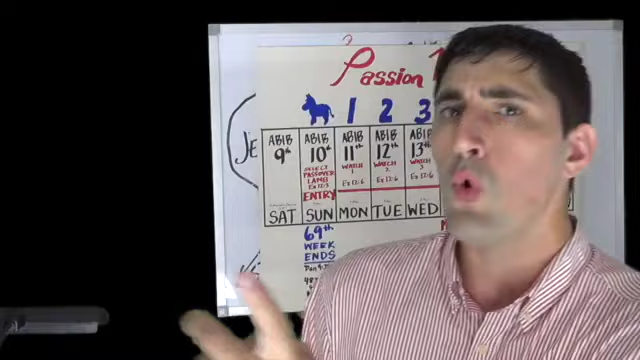 Passion
1 2 3
ABIB ABIB ABIB ABIB ABIB
9th 10th 11th 12th 13th
SELECT WATCH WATCH WATCH
PASSOVER 1 2 3
LAMB
EX 12:3 EX 12:6 EX 12:6 EX 12:6
ENTRY
SAT SUN MON TUE WED
69th
WEEK
ENDS